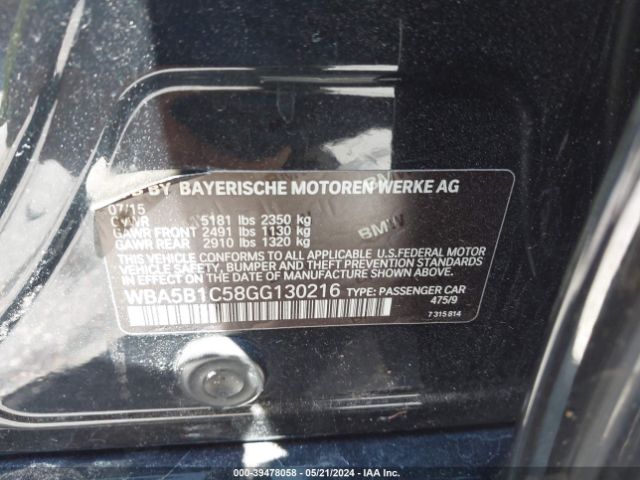 BY BAYERISCHE MOTOREN WERKE AG
07/15
GVWR 5181 lbs 2350 kg
GAWR FRONT 2491 lbs 1130 kg
GAWR REAR 2910 lbs 1320 kg
BMW
THIS VEHICLE CONFORMS TO ALL APPLICABLE U.S.FEDERAL MOTOR
VEHICLE SAFETY, BUMPER AND THEFT PREVENTION STANDARDS
IN EFFECT ON THE DATE OF MANUFACTURE SHOWN ABOVE.
WBA5B1C58GG130216 TYPE: PASSENGER CAR
475/9
7 315 814
000-39478058 - 05/21/2024 - IAA Inc.